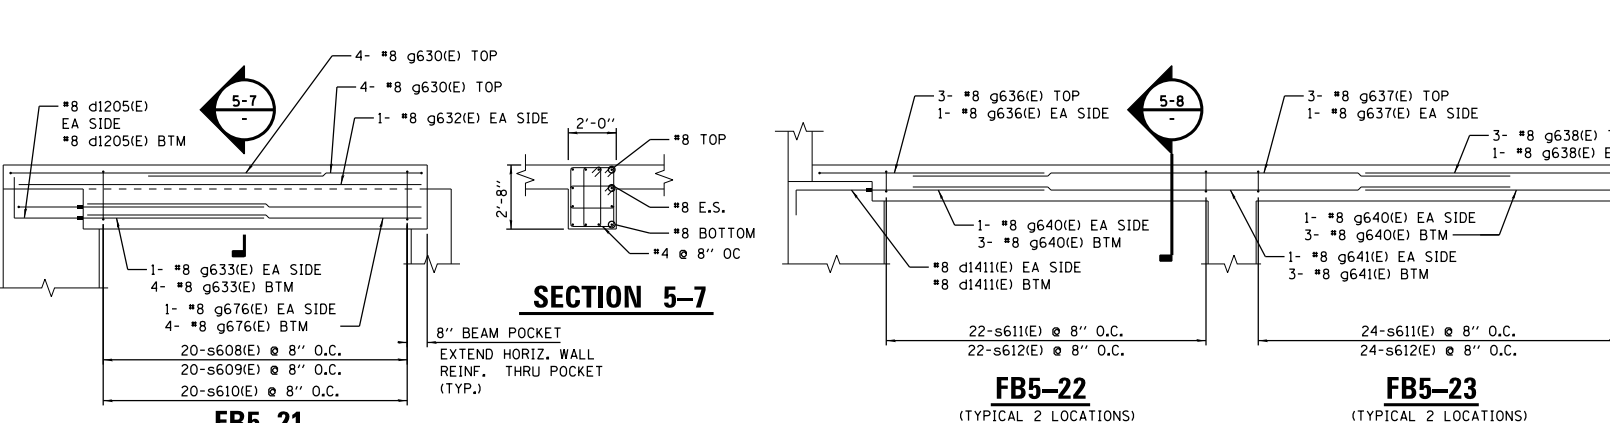 4- #8 g630(E) TOP
4- #8 g630(E) TOP
1- #8 g632(E) EA SIDE
#8 d1205(E)
EA SIDE
#8 d1205(E) BTM
5-7
-
1- #8 g633(E) EA SIDE
4- #8 g633(E) BTM
1- #8 g676(E) EA SIDE
4- #8 g676(E) BTM
20-s608(E) @ 8'' O.C.
20-s609(E) @ 8'' O.C.
20-s610(E) @ 8'' O.C.
8'' BEAM POCKET
EXTEND HORIZ. WALL
REINF. THRU POCKET
(TYP.)
2'-0''
2'-8''
#8 TOP
#8 E.S.
#8 BOTTOM
#4 @ 8'' OC
SECTION 5-7
3- #8 g636(E) TOP
1- #8 g636(E) EA SIDE
5-8
-
1- #8 g640(E) EA SIDE
3- #8 g640(E) BTM
#8 d1411(E) EA SIDE
#8 d1411(E) BTM
22-s611(E) @ 8'' O.C.
22-s612(E) @ 8'' O.C.
FB5-22
(TYPICAL 2 LOCATIONS)
3- #8 g637(E) TOP
1- #8 g637(E) EA SIDE
3- #8 g638(E)
1- #8 g638(E)
1- #8 g640(E) EA SIDE
3- #8 g640(E) BTM
1- #8 g641(E) EA SIDE
3- #8 g641(E) BTM
24-s611(E) @ 8'' O.C.
24-s612(E) @ 8'' O.C.
FB5-23
(TYPICAL 2 LOCATIONS)